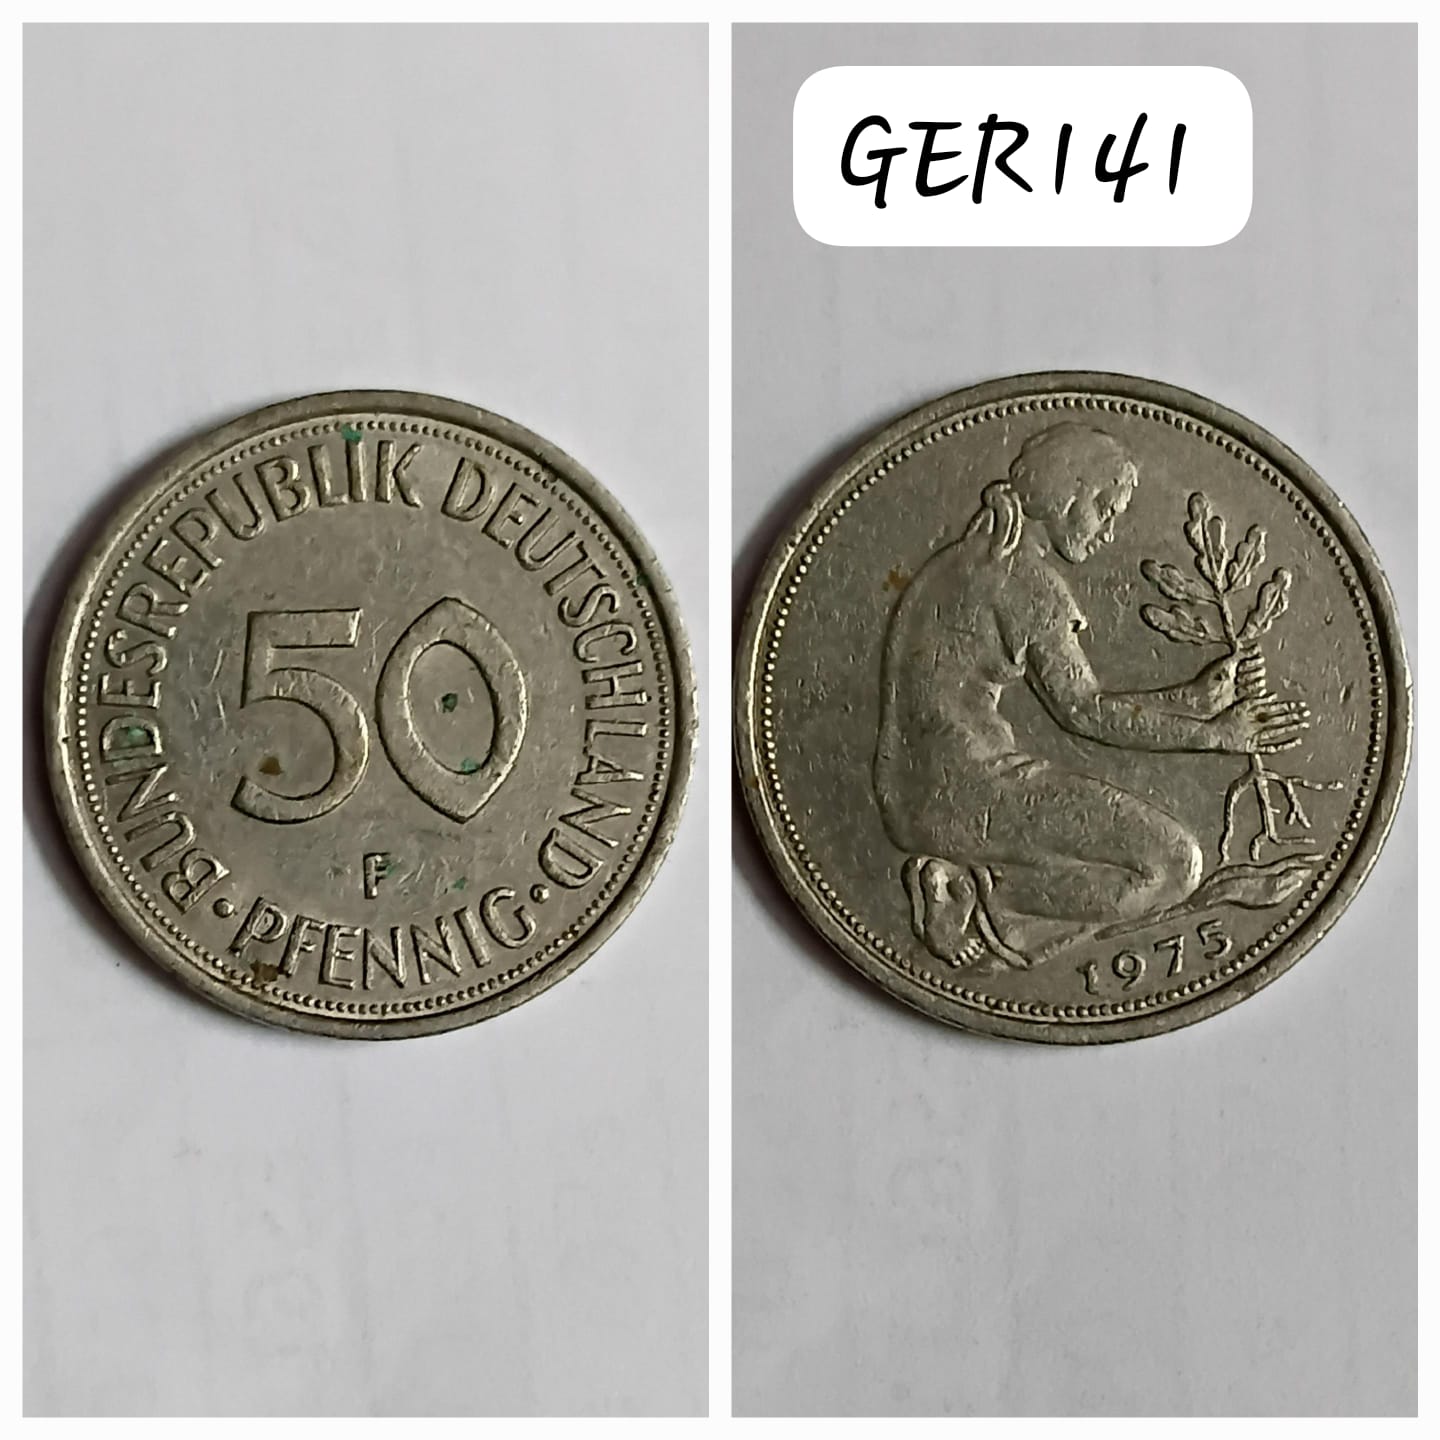 BUNDESREPUBLIK DEUTSCHLAND
50
F
· PFENNIG ·
GER141
1975